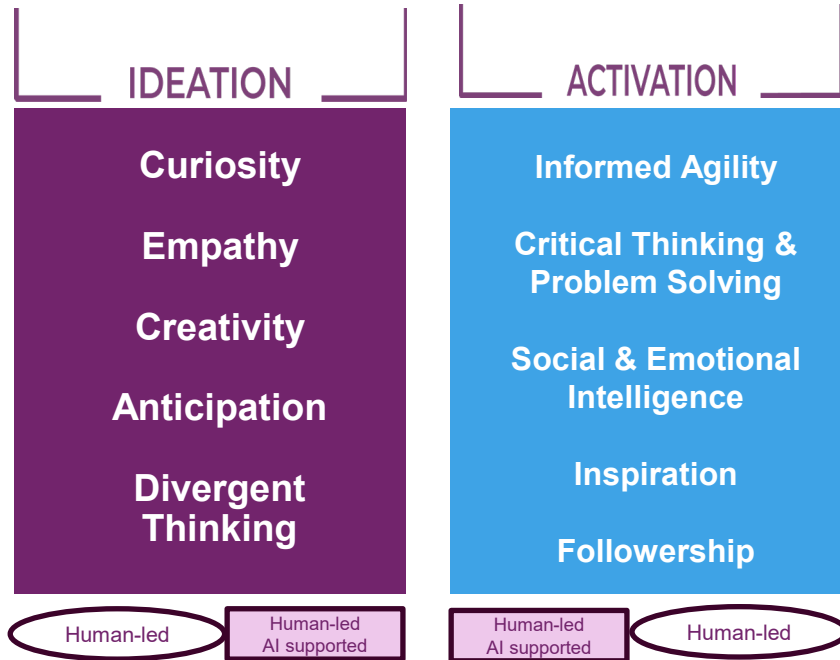 IDEATION
Curiosity
Empathy
Creativity
Anticipation
Divergent
Thinking
Human-led
Human-led
AI supported
ACTIVATION
Informed Agility
Critical Thinking &
Problem Solving
Social & Emotional
Intelligence
Inspiration
Followership
Human-led
AI supported
Human-led